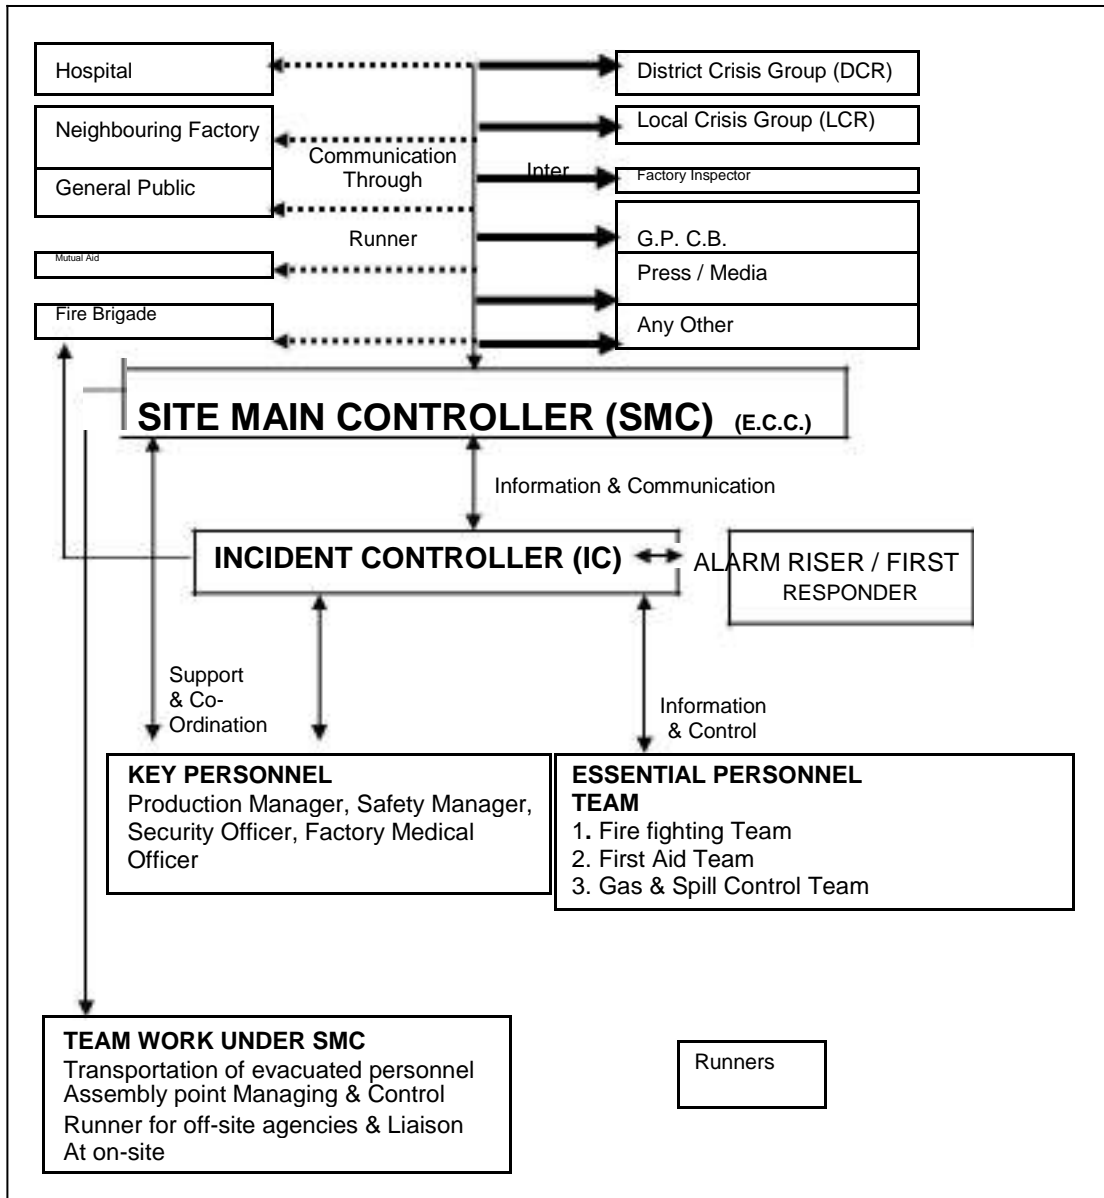 Hospital
District Crisis Group (DCR)
Neighbouring Factory
Local Crisis Group (LCR)
Communication
Through
Inter
Factory Inspector
General Public
Runner
G.P. C.B.
Mutual Aid
Press / Media
Fire Brigade
Any Other
SITE MAIN CONTROLLER (SMC) (E.C.C.)
Information & Communication
INCIDENT CONTROLLER (IC)
ALARM RISER / FIRST
RESPONDER
Support
& Co-
Ordination
Information
& Control
KEY PERSONNEL
Production Manager, Safety Manager,
Security Officer, Factory Medical
Officer
ESSENTIAL PERSONNEL
TEAM
1. Fire fighting Team
2. First Aid Team
3. Gas & Spill Control Team
TEAM WORK UNDER SMC
Transportation of evacuated personnel
Assembly point Managing & Control
Runner for off-site agencies & Liaison
At on-site
Runners